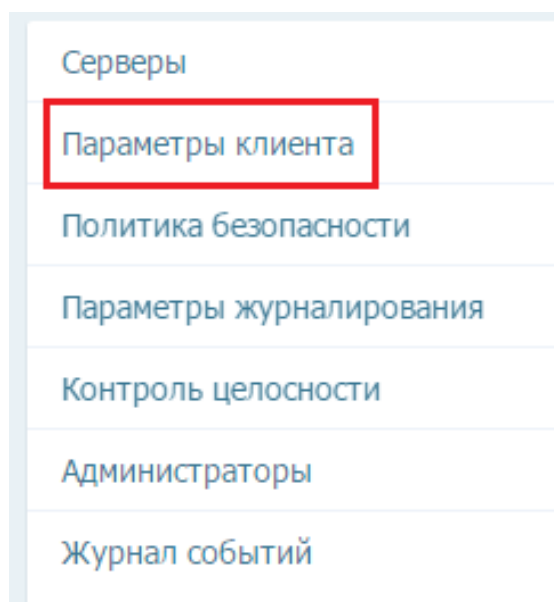 Серверы
Параметры клиента
Политика безопасности
Параметры журналирования
Контроль целосности
Администраторы
Журнал событий